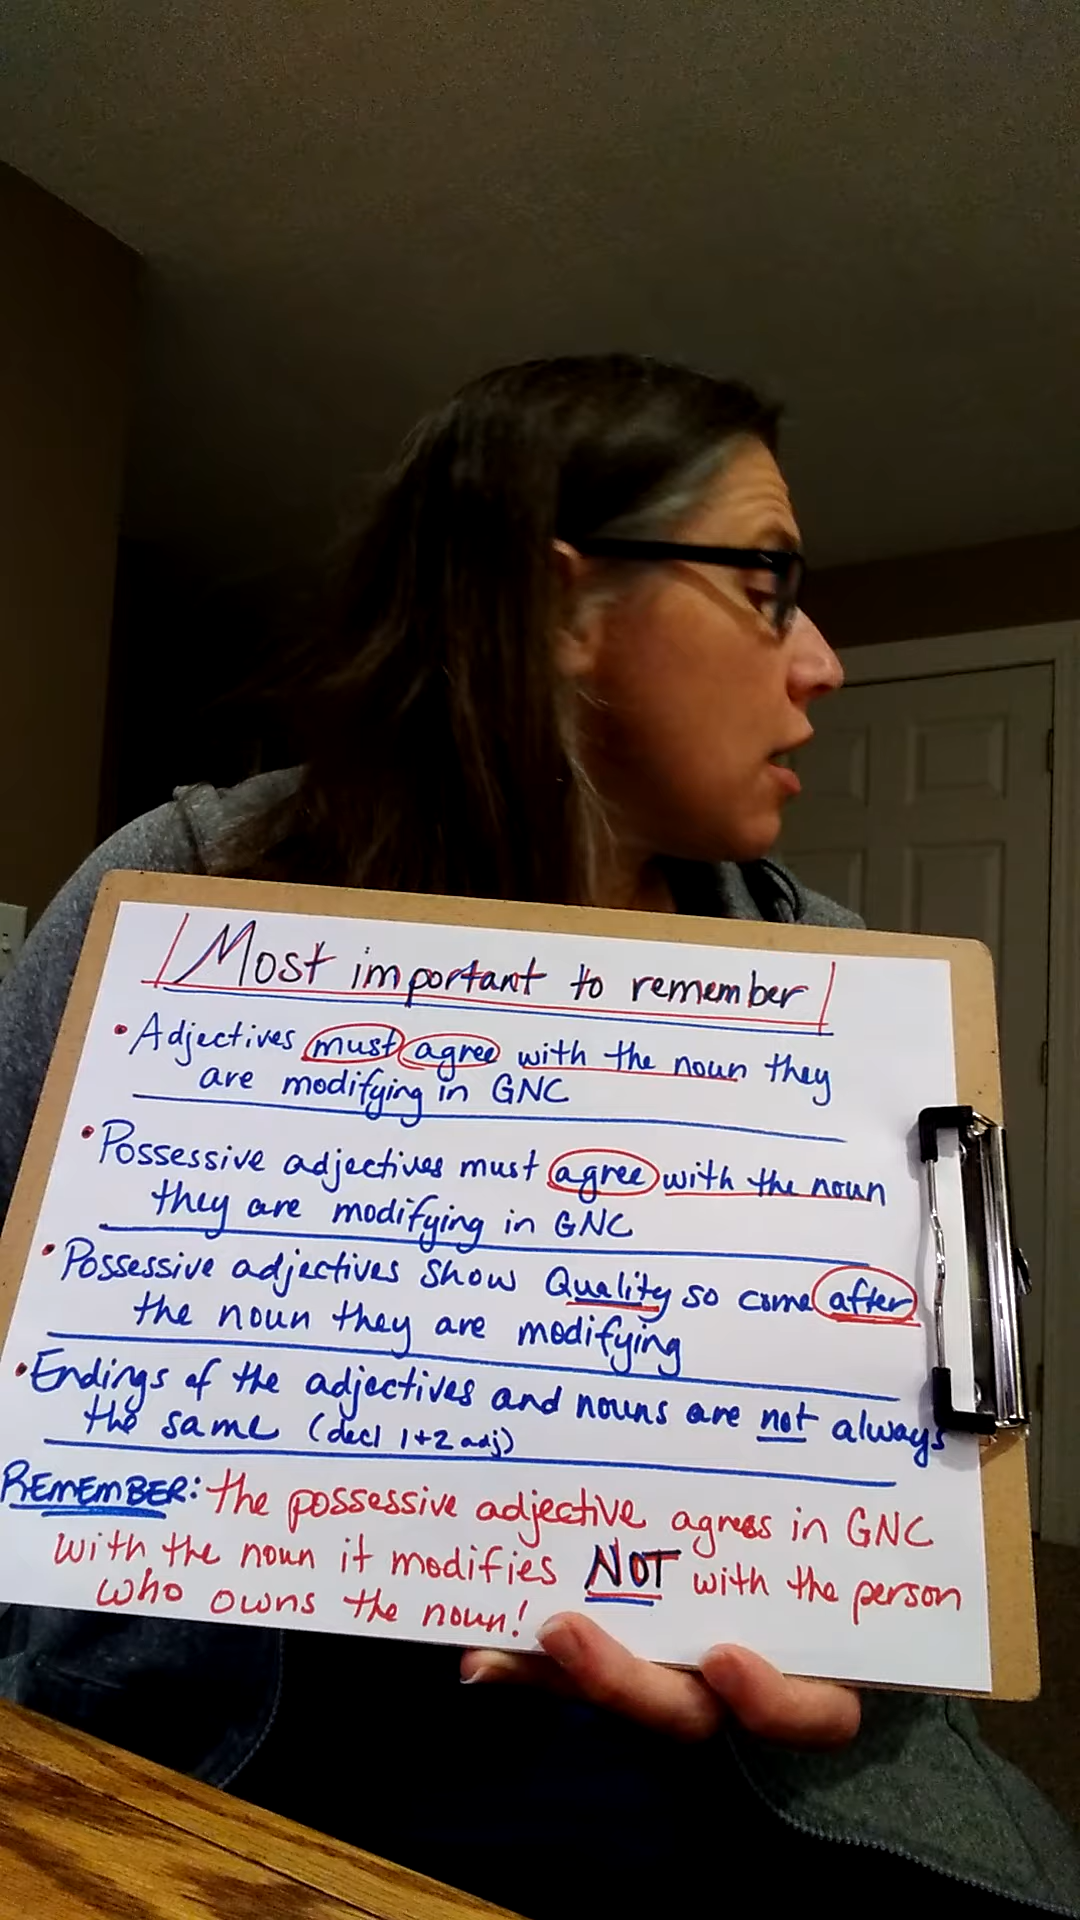 Most important to remember
• Adjectives must agree with the noun they
are modifying in GNC
• Possessive adjectives must agree with the noun
they are modifying in GNC
• Possessive adjectives show Quality so come after
the noun they are modifying
• Endings of the adjectives and nouns are not always
the same (decl 1+2 adj)
REMEMBER: the possessive adjective agrees in GNC
with the noun it modifies NOT with the person
who owns the noun!